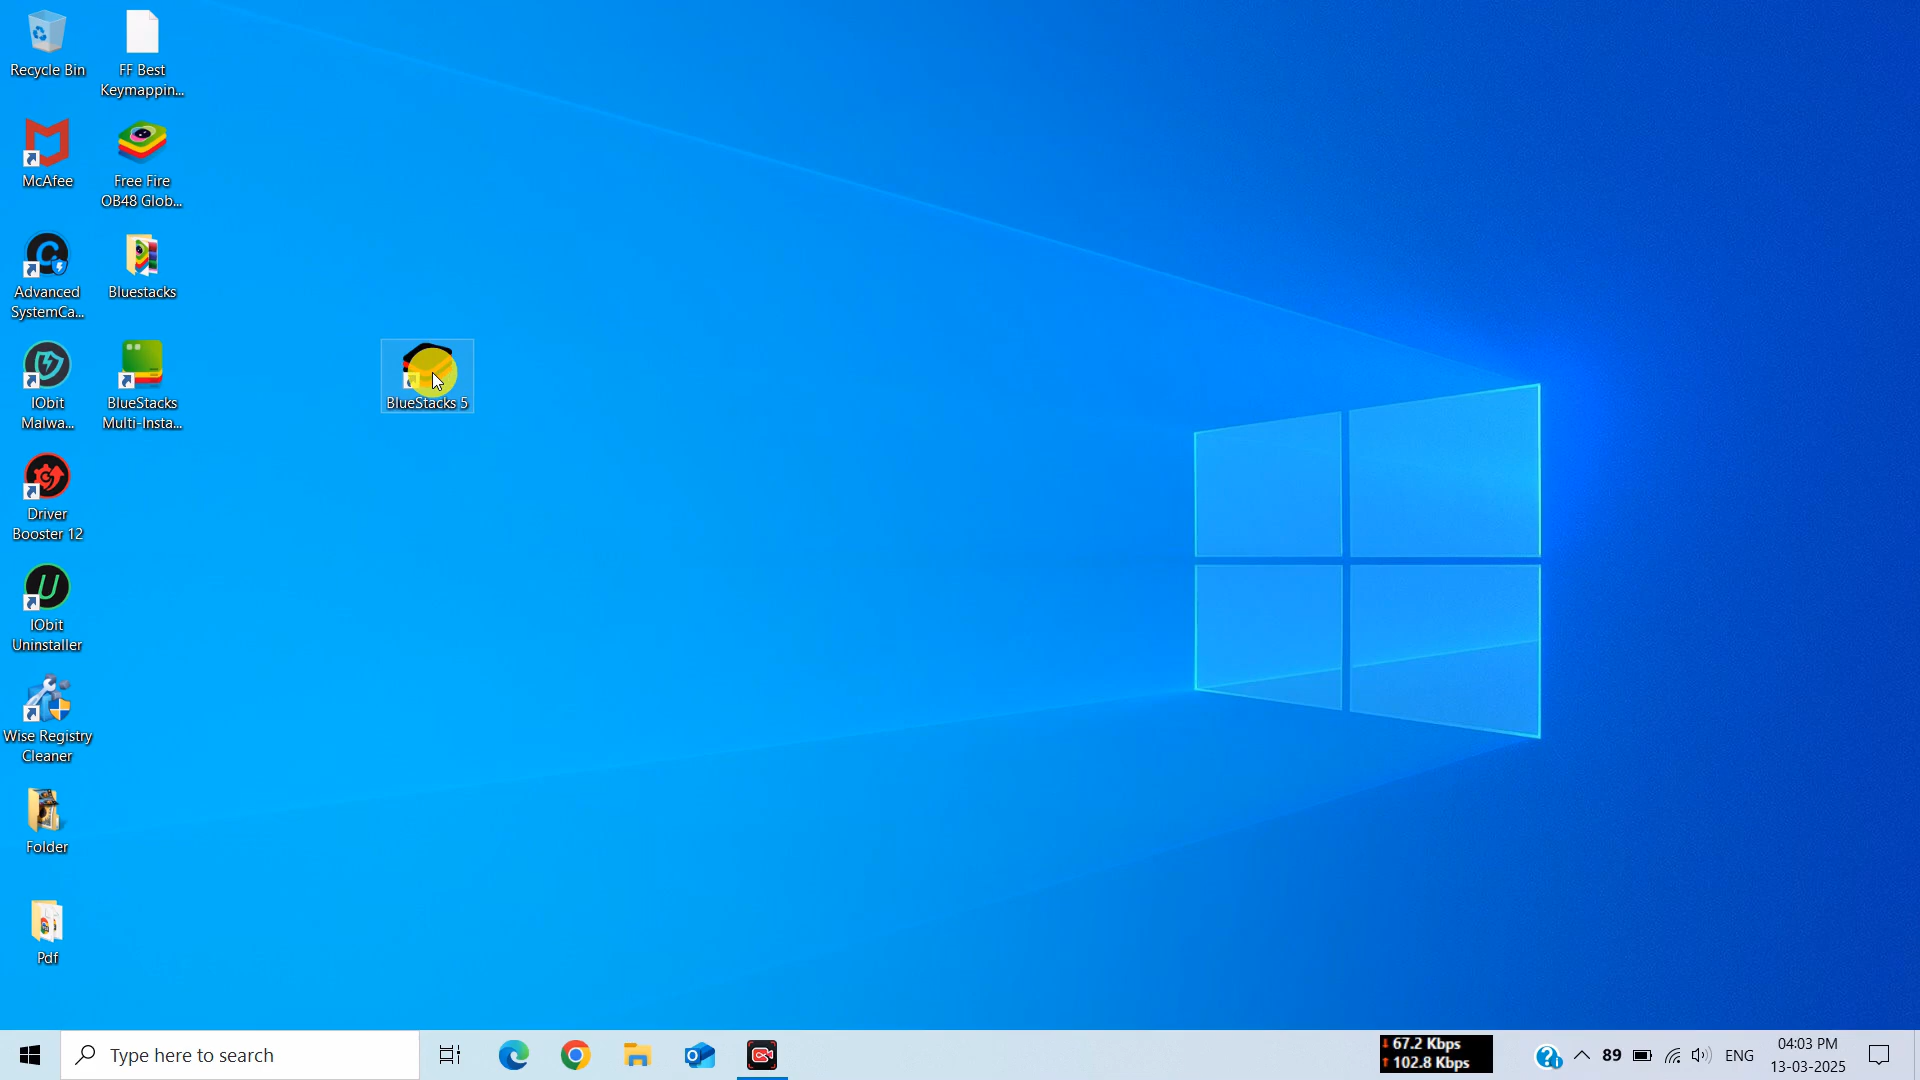 Recycle Bin
FF Best
Keymappin...
McAfee
Free Fire
OB48 Glob...
Advanced
SystemCa...
Bluestacks
IObit
Malwa...
BlueStacks
Multi-Insta...
BlueStacks 5
Driver
Booster 12
IObit
Uninstaller
Wise Registry
Cleaner
Folder
Pdf
Type here to search
67.2 Kbps
102.8 Kbps
89
ENG
04:03 PM
13-03-2025